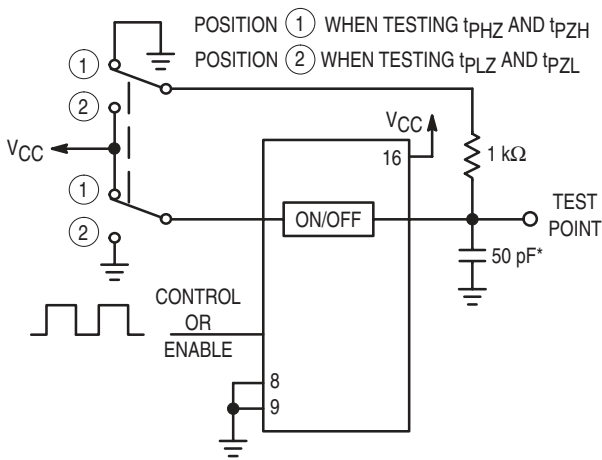 POSITION 1 WHEN TESTING tPHZ AND tPZH
POSITION 2 WHEN TESTING tPLZ AND tPZL
1
2
VCC
1
2
VCC
16
1 kΩ
ON/OFF
TEST
POINT
50 pF*
CONTROL
OR
ENABLE
8
9